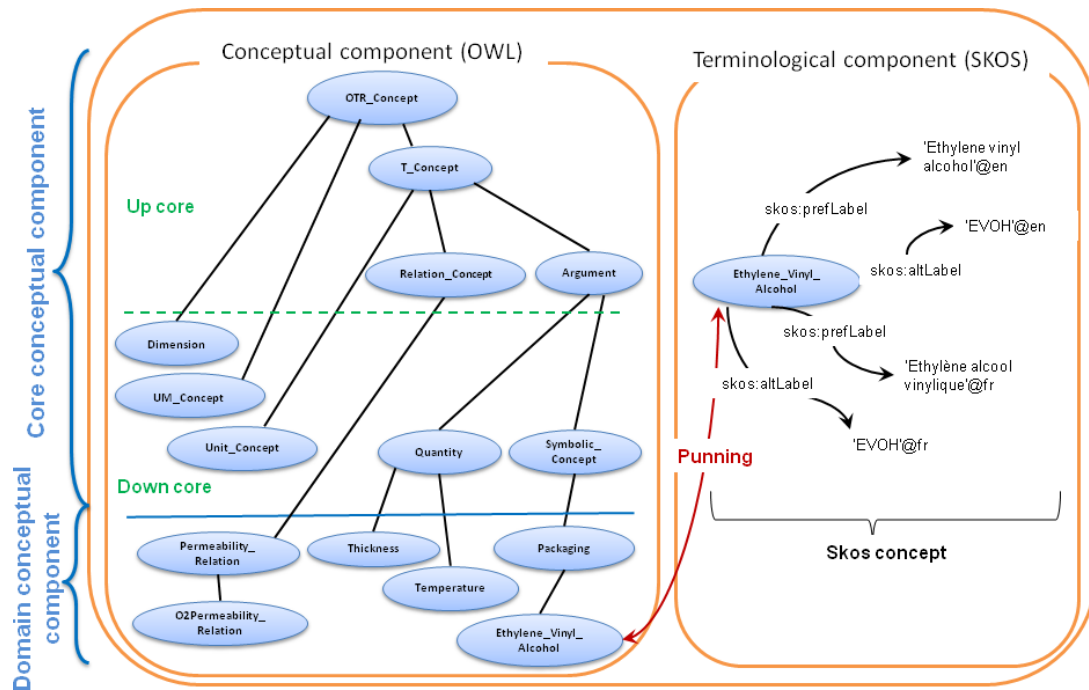 Conceptual component (OWL)
Terminological component (SKOS)
Core conceptual component
Domain conceptual
component
OTR_Concept
T_Concept
Up core
Relation_Concept
Argument
Dimension
UM_Concept
Unit_Concept
Quantity
Symbolic_
Concept
Down core
Permeability_
Relation
Thickness
Packaging
Temperature
O2Permeability_
Relation
Ethylene_Vinyl_
Alcohol
Punning
'Ethylene vinyl
alcohol'@en
skos:prefLabel
'EVOH'@en
skos:altLabel
Ethylene_Vinyl_
Alcohol
skos:prefLabel
'Ethylène alcool
vinylique'@fr
skos:altLabel
'EVOH'@fr
Skos concept